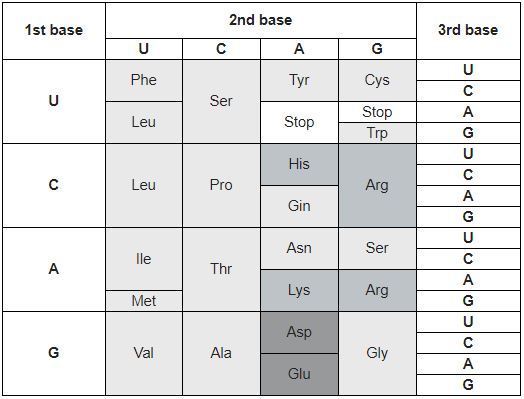 1st base 2nd base 3rd base
U C A G
U Phe Ser Tyr Cys U
C
Leu Stop Stop A
Trp G
C Leu Pro His Arg U
C
Gin A
G
A Ile Thr Asn Ser U
C
Lys Arg A
Met G
G Val Ala Asp Gly U
C
Glu A
G